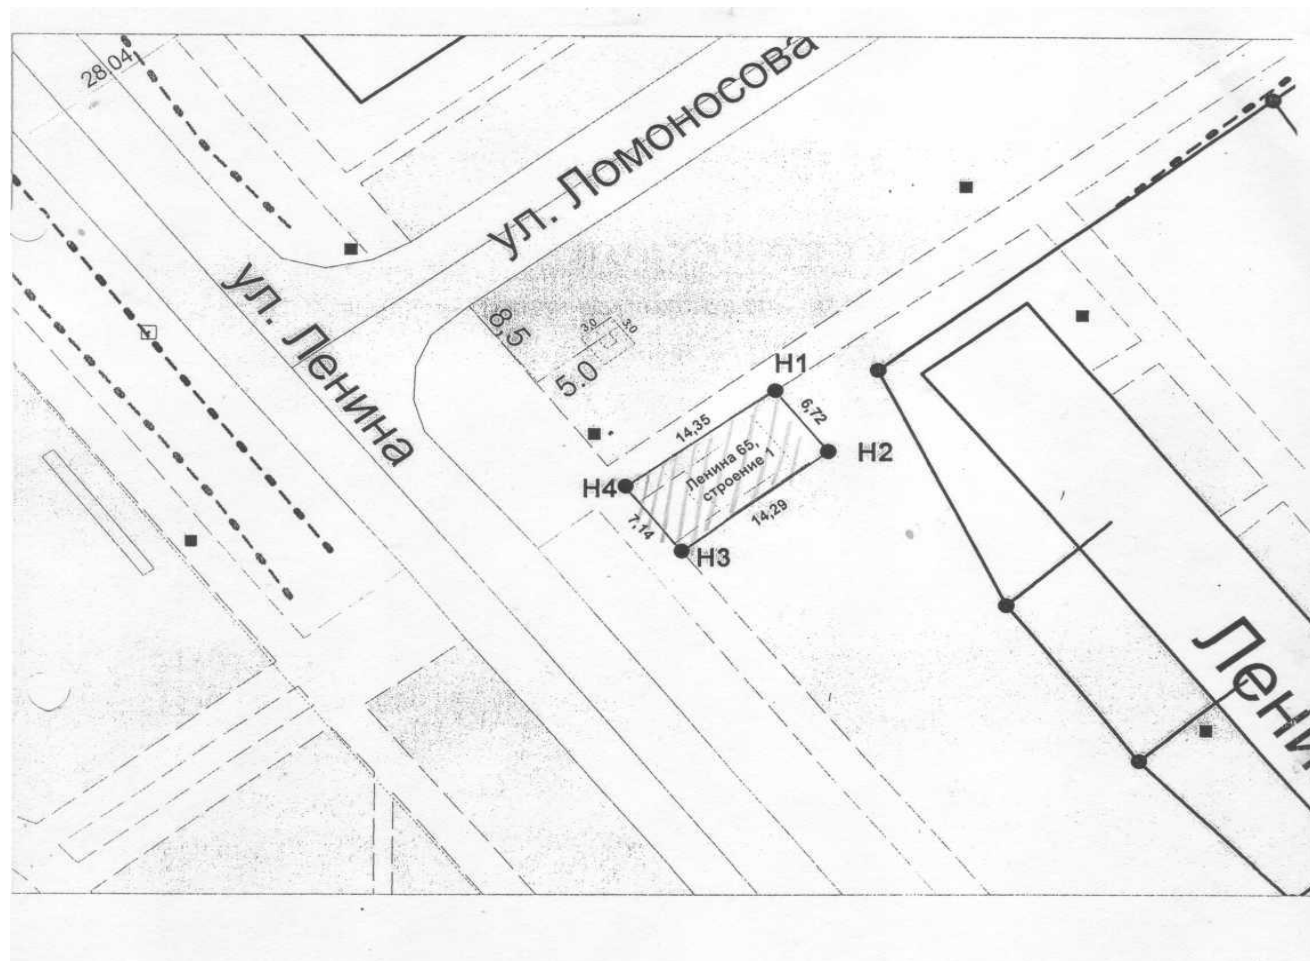 28.04
ул. Ломоносова
ул. Ленина
8,5
5.0
3,0
3,0
Н1
14,35
6,72
Ленина 65,
строение 1
Н2
Н4
7,14
14,29
Н3
Лени